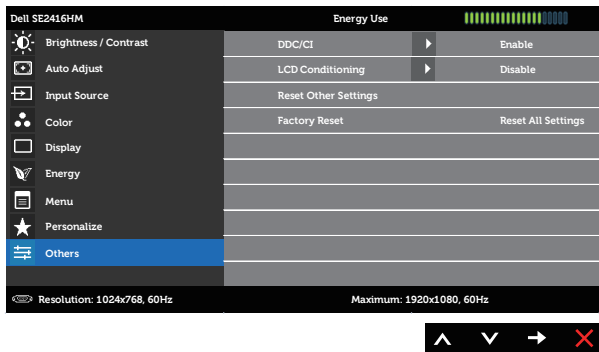 Dell SE2416HM Energy Use
Brightness / Contrast DDC/CI Enable
Auto Adjust LCD Conditioning Disable
Input Source Reset Other Settings
Color Factory Reset Reset All Settings
Display
Energy
Menu
Personalize
Others
Resolution: 1024x768, 60Hz Maximum: 1920x1080, 60Hz